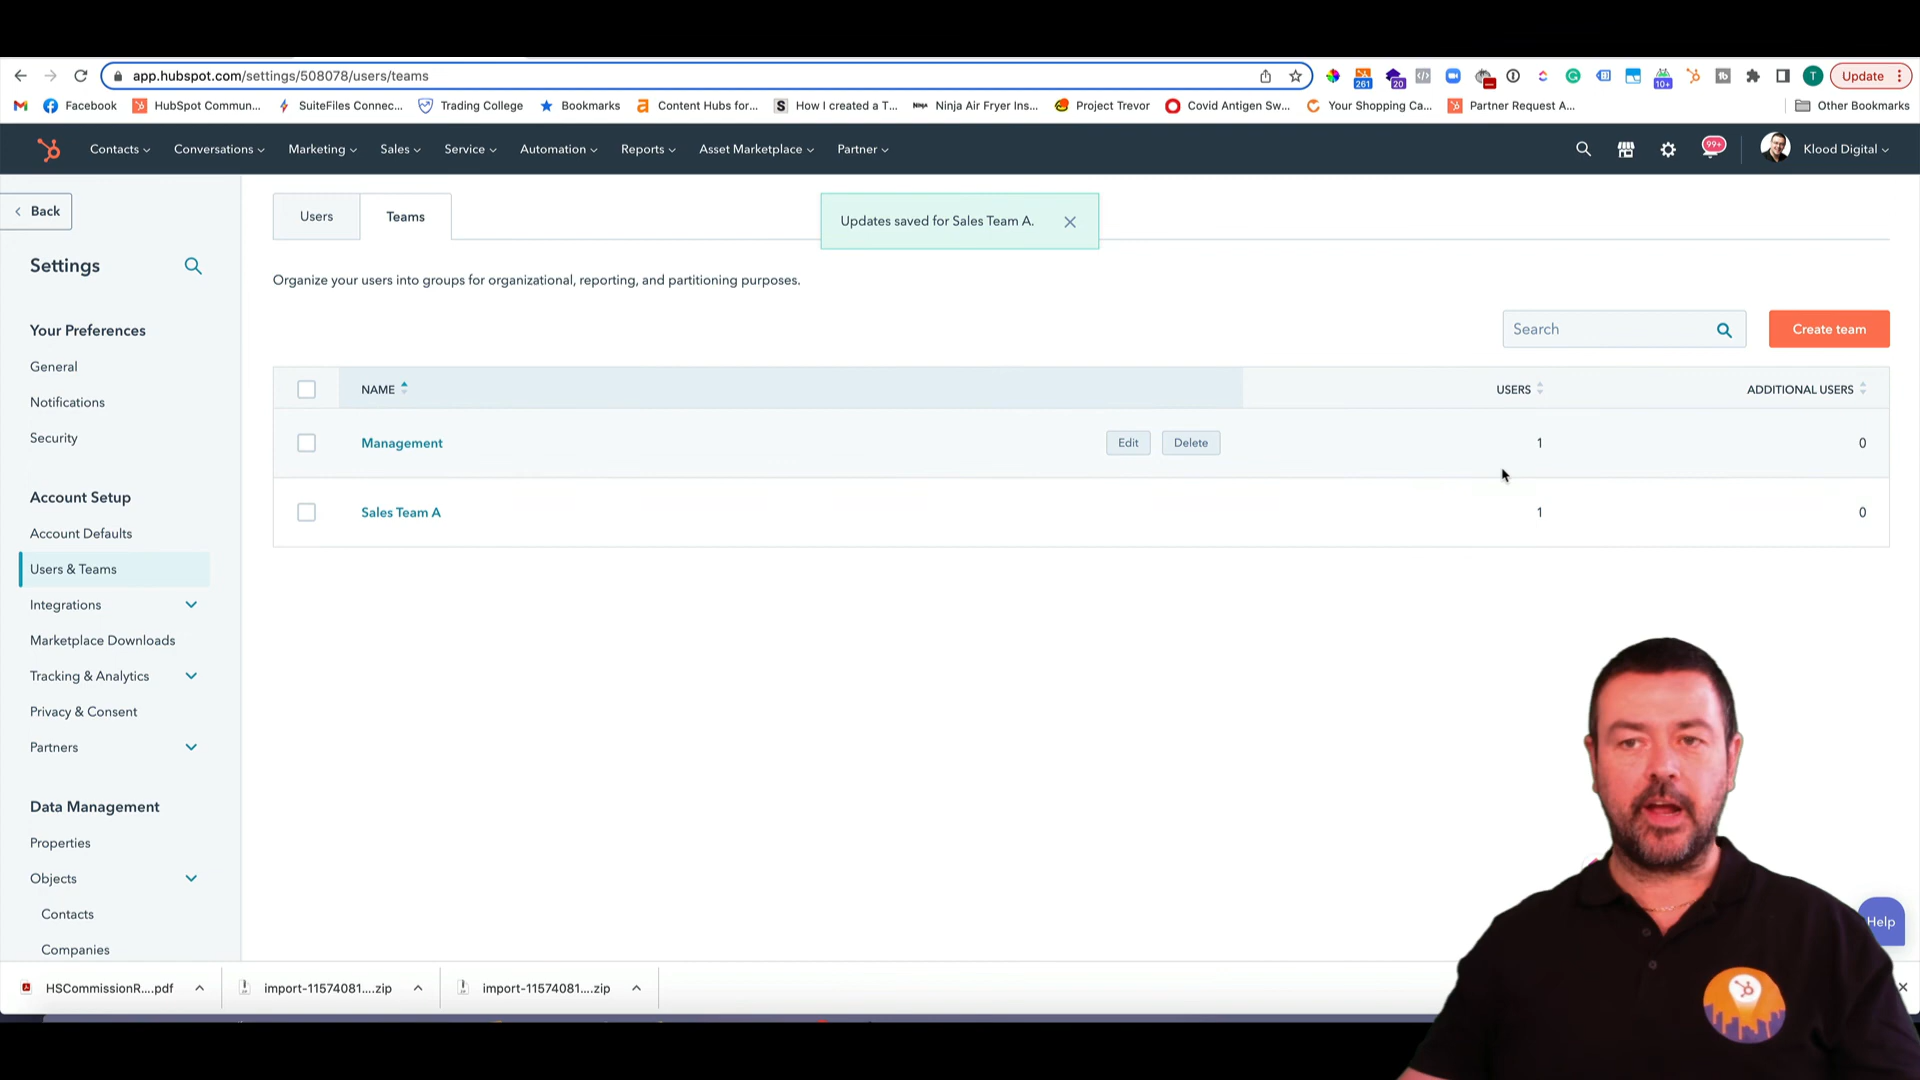 app.hubspot.com/settings/508078/users/teams
261
20
10+
T
Update
Facebook
HubSpot Commun...
SuiteFiles Connec...
Trading College
Bookmarks
Content Hubs for...
How I created a T...
Ninja Air Fryer Ins...
Project Trevor
Covid Antigen Sw...
Your Shopping Ca...
Partner Request A...
Other Bookmarks
Contacts
Conversations
Marketing
Sales
Service
Automation
Reports
Asset Marketplace
Partner
99+
Klood Digital
Back
Users
Teams
Updates saved for Sales Team A.
Settings
Organize your users into groups for organizational, reporting, and partitioning purposes.
Search
Create team
Your Preferences
General
Notifications
Security
NAME
USERS
ADDITIONAL USERS
Management
Edit
Delete
1
0
Sales Team A
1
0
Account Setup
Account Defaults
Users & Teams
Integrations
Marketplace Downloads
Tracking & Analytics
Privacy & Consent
Partners
Data Management
Properties
Objects
Contacts
Companies
Help
HSCommissionR....pdf
import-11574081....zip
import-11574081....zip